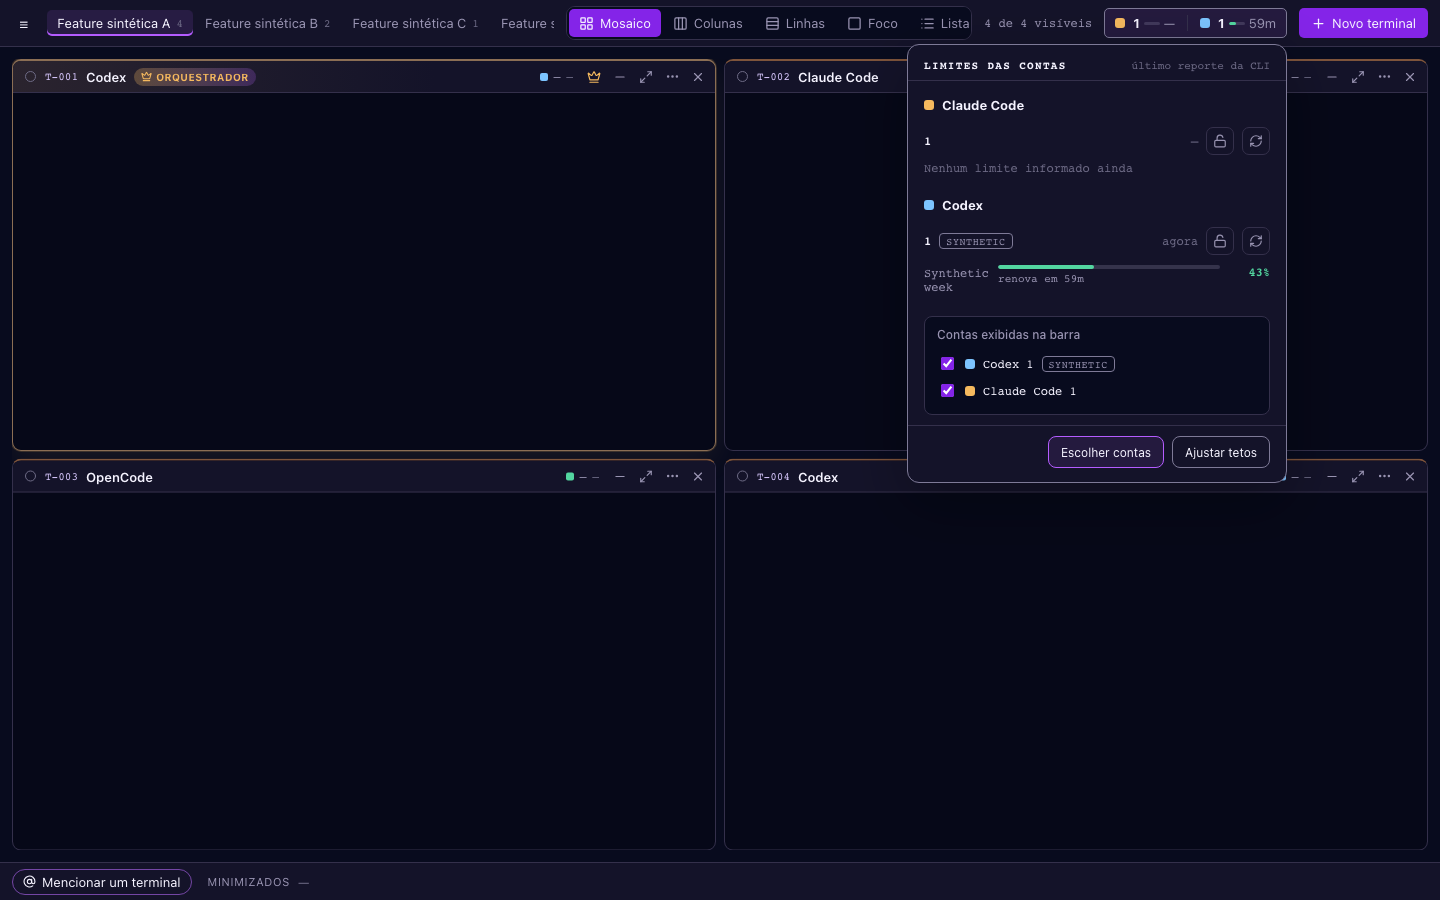 Feature sintética A 4 Feature sintética B 2 Feature sintética C 1 Feature s Mosaico Colunas Linhas Foco Lista 4 de 4 visíveis 1 — 1 59m + Novo terminal
T-001 Codex ORQUESTRADOR — —
T-002 Claude Code — —
LIMITES DAS CONTAS último reporte da CLI
Claude Code
1 —
Nenhum limite informado ainda
Codex
1 SYNTHETIC agora
Synthetic week
renova em 59m
43%
Contas exibidas na barra
Codex 1 SYNTHETIC
Claude Code 1
Escolher contas Ajustar tetos
T-003 OpenCode — —
T-004 Codex — —
@ Mencionar um terminal MINIMIZADOS —